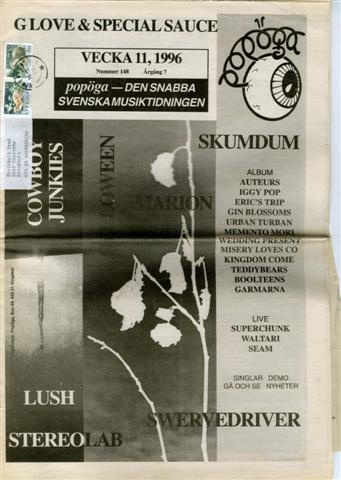 G LOVE & SPECIAL SAUCE
popöga
VECKA 11, 1996
Nummer 148 Årgång 7
popöga — DEN SNABBA
SVENSKA MUSIKTIDNINGEN
SKUMDUM
COWBOY
JUNKIES
WEEN
MARION
ALBUM
AUTEURS
IGGY POP
ERIC'S TRIP
GIN BLOSSOMS
URBAN TURBAN
MEMENTO MORI
WEDDING PRESENT
MISERY LOVES CO
KINGDOM COME
TEDDYBEARS
BOOLTEENS
GARMARNA
LIVE
SUPERCHUNK
WALTARI
SEAM
SINGLAR DEMO
GÅ OCH SE NYHETER
LUSH
STEREOLAB
SWERVEDRIVER